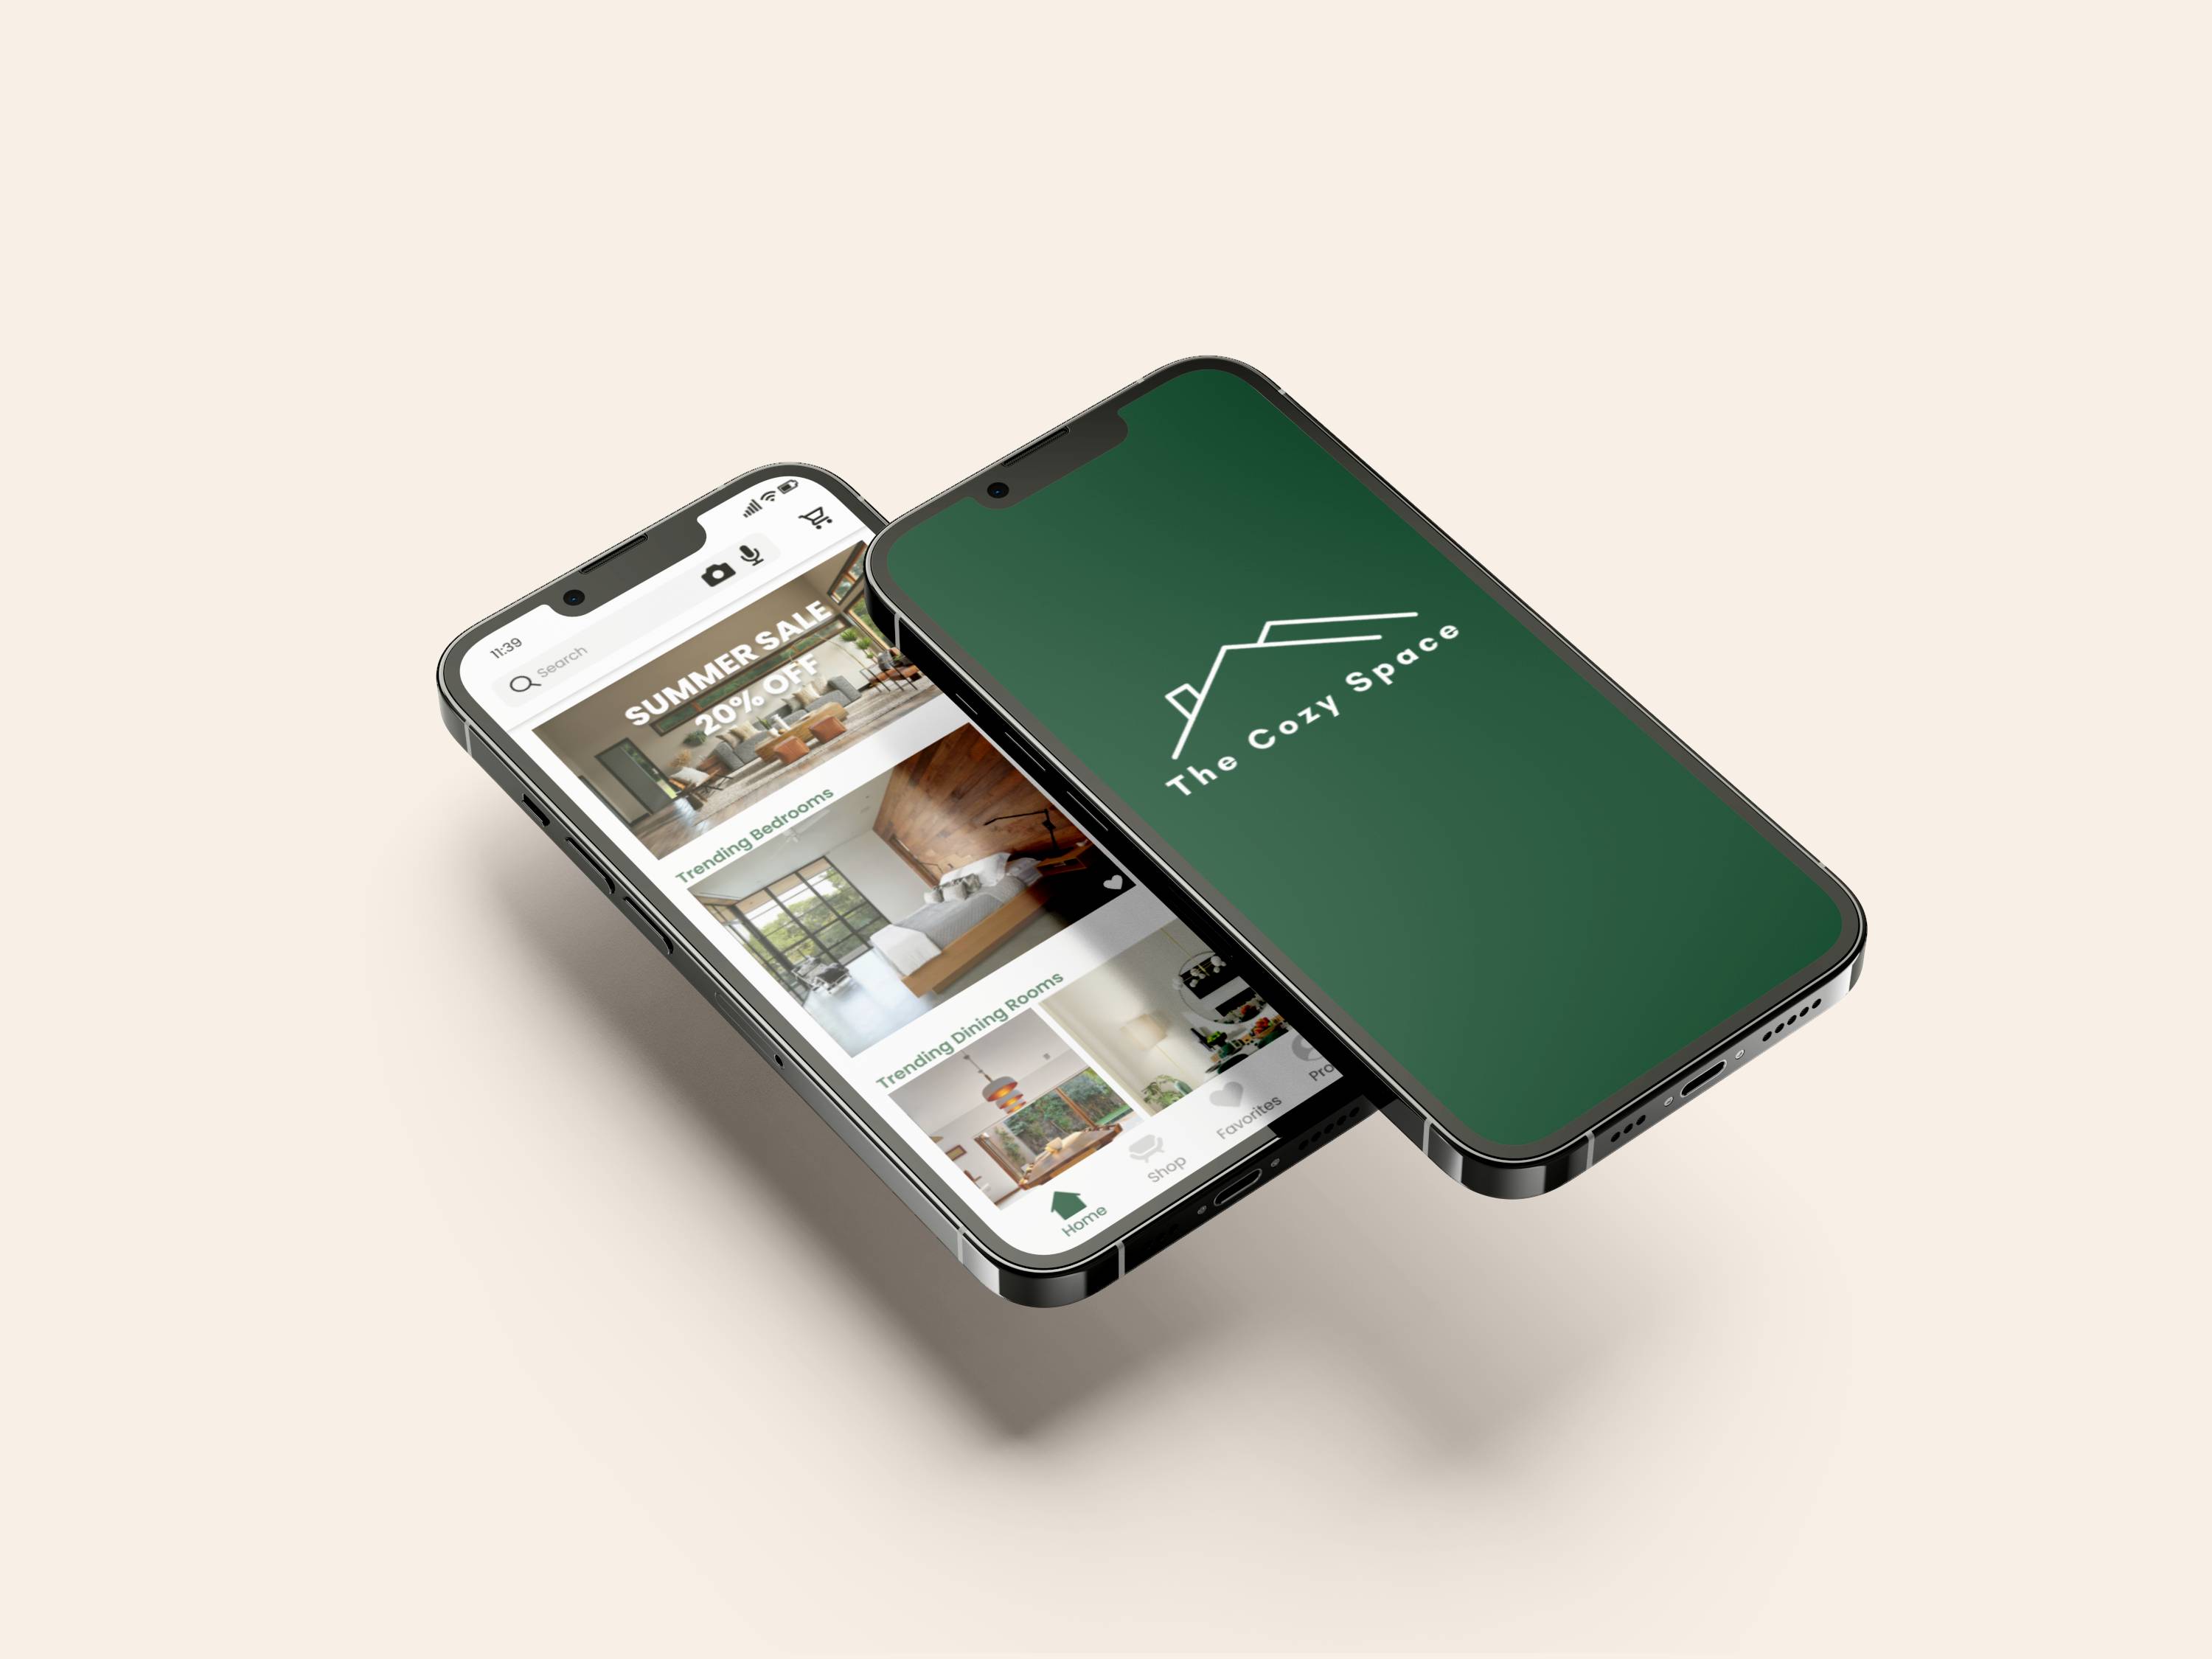 11:39
Search
SUMMER SALE
20% OFF
Trending Bedrooms
Trending Dining Rooms
Home
Shop
Favorites
Pro
The Cozy Space